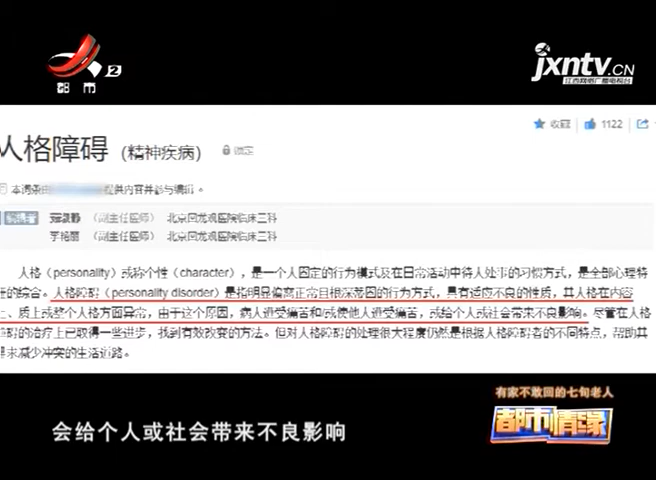 都市 2
jxntv.CN
江西网络广播电视台
收藏 1122
人格障碍 (精神疾病) 锁定
本词条由 提供内容并参与编辑。
(副主任医师) 北京回龙观医院临床三科
李艳丽 (副主任医师) 北京回龙观医院临床三科
人格 (personality) 或称个性 (character), 是一个人固定的行为模式及在日常活动中待人处事的习惯方式, 是全部心理特
征的综合。人格障碍 (personality disorder) 是指明显偏离正常且根深蒂固的行为方式, 具有适应不良的性质, 其人格在内容
上、质上或整个人格方面异常, 由于这个原因, 病人遭受痛苦和/或使他人遭受痛苦, 或给个人或社会带来不良影响。尽管在人格
障碍的治疗上已取得一些进步, 找到有效改变的方法。但对人格障碍的处理很大程度仍然是根据人格障碍者的不同特点, 帮助其
寻求减少冲突的生活道路。
有家不敢回的七旬老人
都市情缘
会给个人或社会带来不良影响